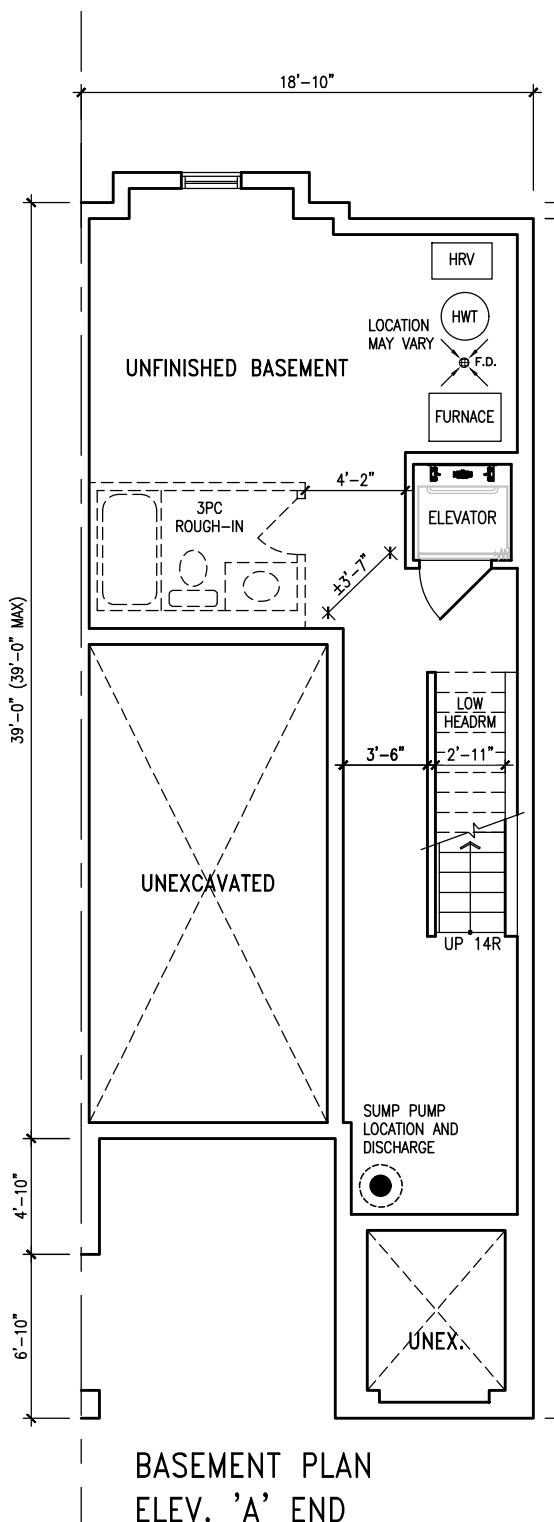 18'-10"
HRV
HWT
LOCATION
MAY VARY
F.D.
UNFINISHED BASEMENT
FURNACE
4'-2"
3PC
ROUGH-IN
ELEVATOR
±3'-7"
39'-0" (39'-0" MAX)
LOW
HEADRM
3'-6"
2'-11"
UNEXCAVATED
UP 14R
SUMP PUMP
LOCATION AND
DISCHARGE
4'-10"
6'-10"
UNEX.
BASEMENT PLAN
ELEV. 'A' END